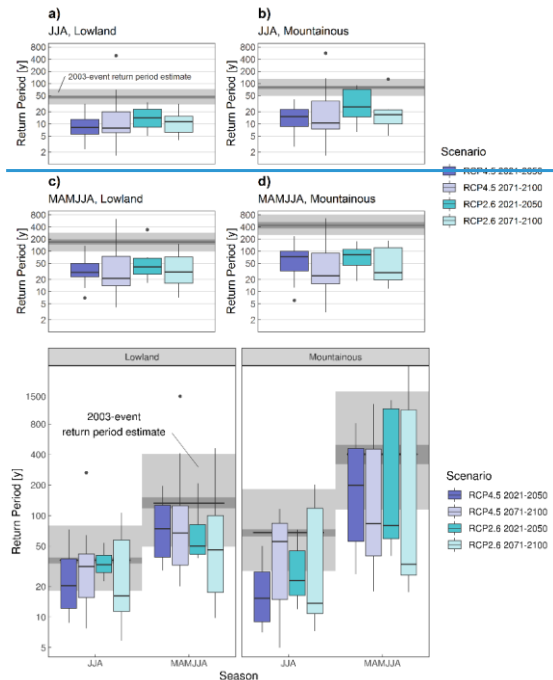 a)
JJA, Lowland
b)
JJA, Mountainous
Return Period [y]
800
400
200
100
50
20
10
5
2
2003-event return period estimate
Return Period [y]
800
400
200
100
50
20
10
5
2
Scenario
RCP4.5 2021-2050
RCP4.5 2071-2100
RCP2.6 2021-2050
RCP2.6 2071-2100
c)
MAMJJA, Lowland
d)
MAMJJA, Mountainous
Return Period [y]
800
400
200
100
50
20
10
5
2
Return Period [y]
800
400
200
100
50
20
10
5
2
Lowland
Mountainous
Return Period [y]
1500
800
400
200
100
50
20
10
5
2003-event
return period estimate
JJA
MAMJJA
JJA
MAMJJA
Season
Scenario
RCP4.5 2021-2050
RCP4.5 2071-2100
RCP2.6 2021-2050
RCP2.6 2071-2100